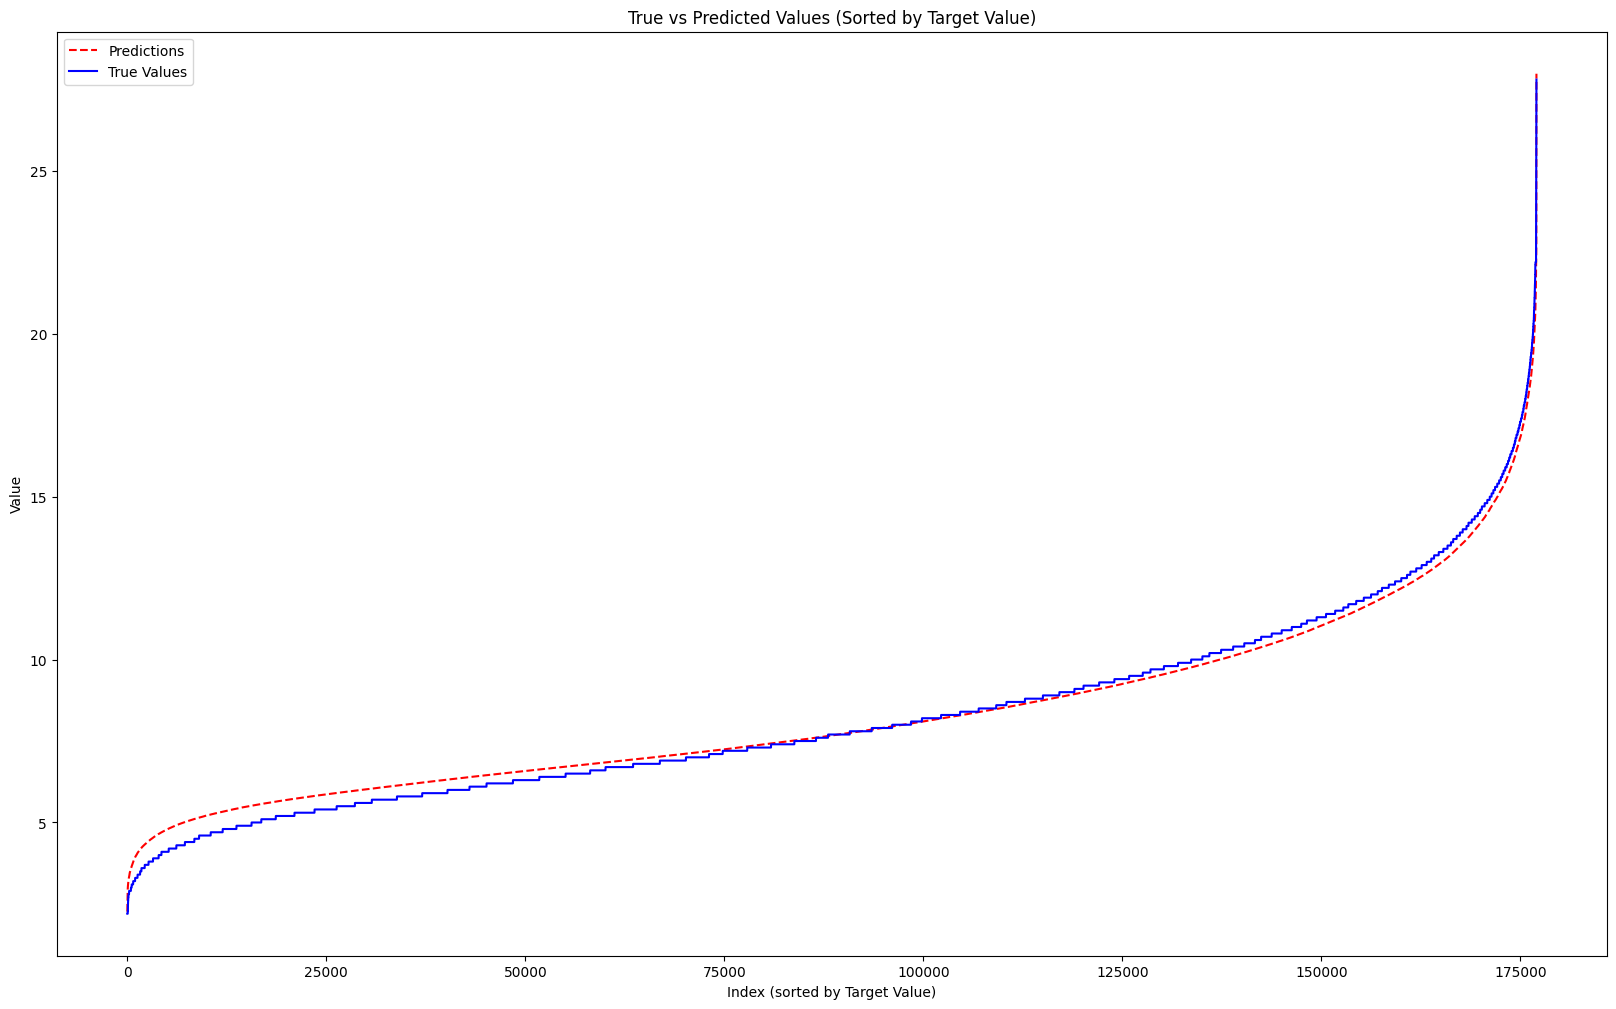 True vs Predicted Values (Sorted by Target Value)
Predictions
True Values
25
20
15
10
5
Value
0
25000
50000
75000
100000
125000
150000
175000
Index (sorted by Target Value)